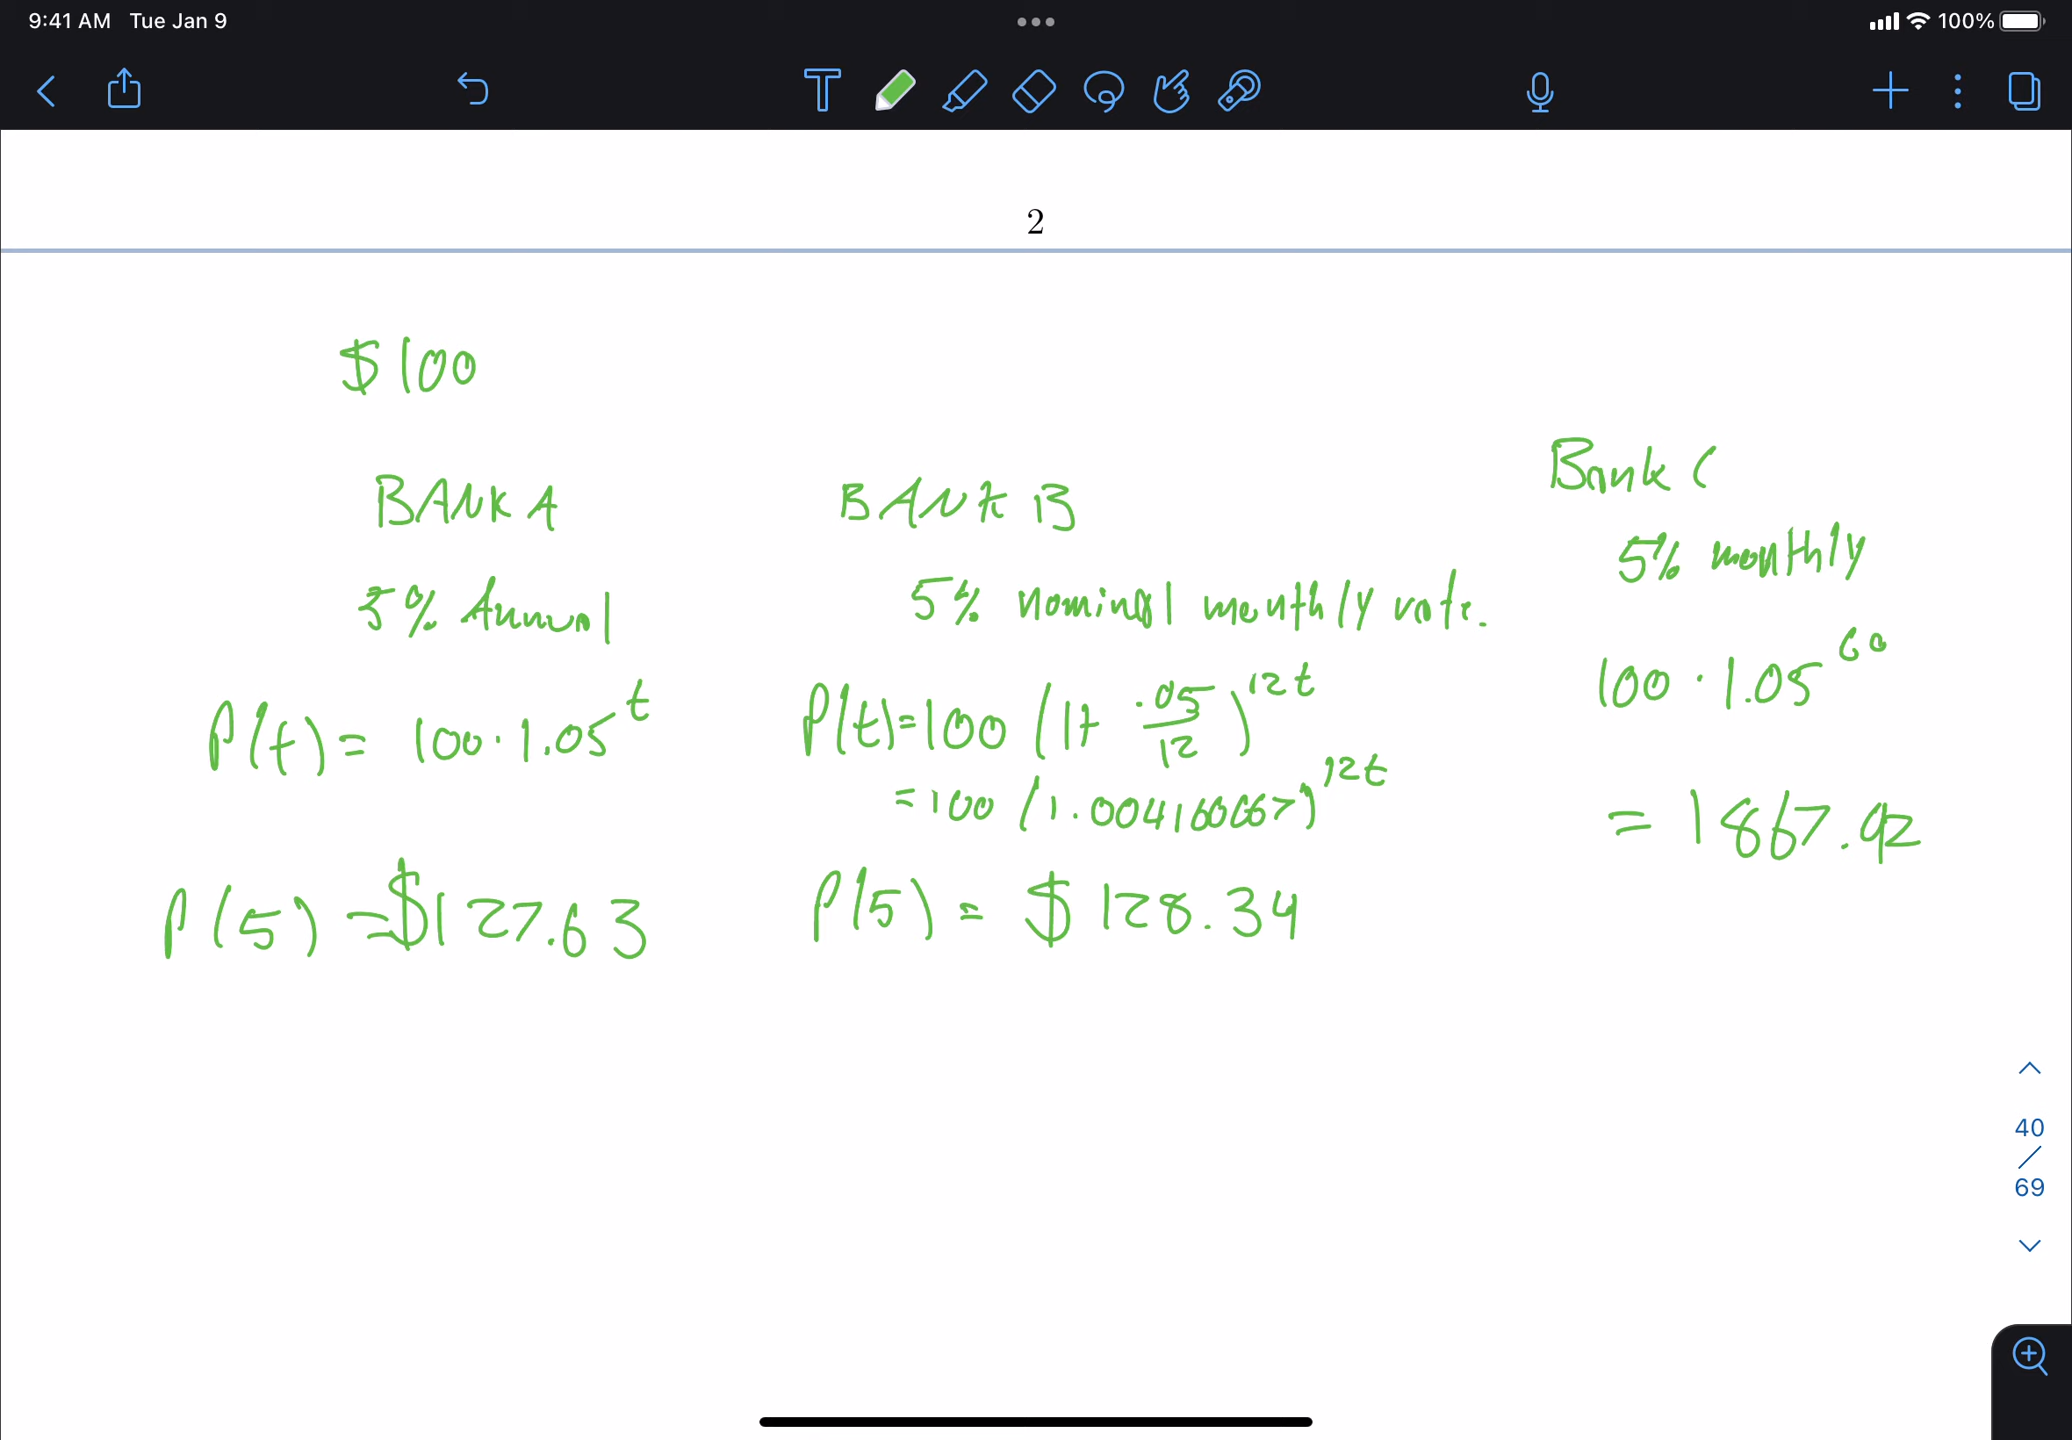 9:41 AM Tue Jan 9
100%
2
$100
BANK A
5% Annual
P(t) = 100 · 1.05^t
P(5) = $127.63
BANK B
5% nominal monthly rate.
P(t) = 100 (1 + .05/12)^12t
= 100 (1.004166667)^12t
P(5) = $128.34
Bank C
5% monthly
100 · 1.05^60
= 1867.92
40
/
69